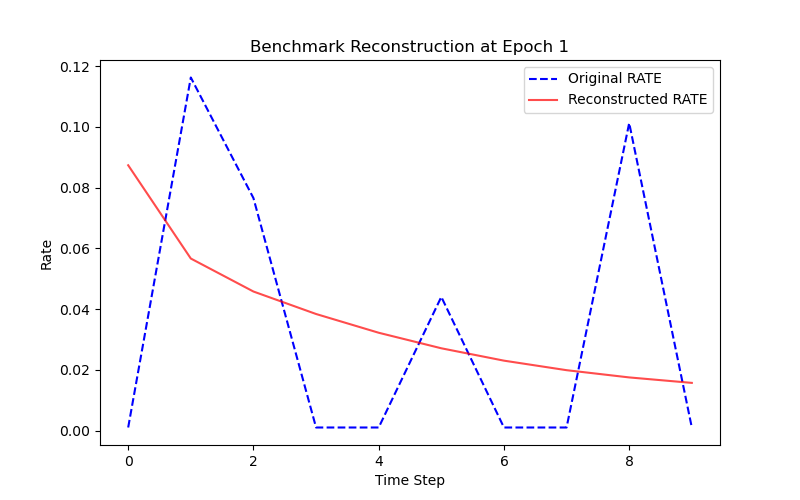 Benchmark Reconstruction at Epoch 1
Original RATE
Reconstructed RATE
0.12
0.10
0.08
0.06
0.04
0.02
0.00
Rate
0 2 4 6 8
Time Step